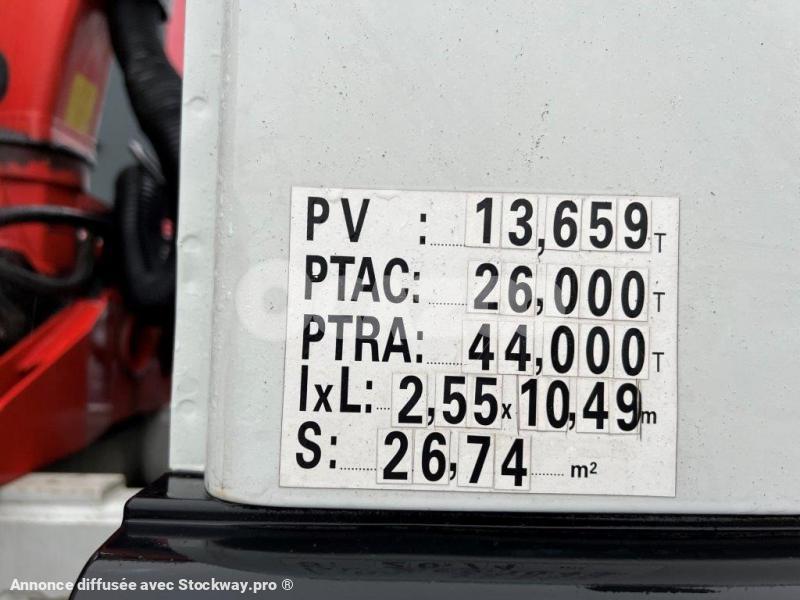 PV : ...... 13,659 T
PTAC: ...... 26,000 T
PTRA: ...... 44,000 T
IxL: ... 2,55 x 10,49 m
S: ...... 26,74 ...... m²
Annonce diffusée avec Stockway.pro ®